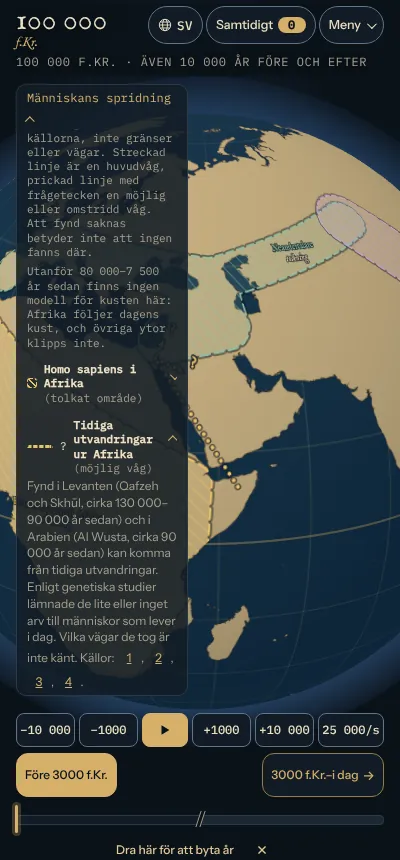 100 000
f.Kr.
SV
Samtidigt 0
Meny
100 000 F.KR. · ÄVEN 10 000 ÅR FÖRE OCH EFTER
Människans spridning
källorna, inte gränser
eller vägar. Streckad
linje är en huvudväg,
prickad linje med
frågetecken en möjlig
eller omstridd väg.
Att fynd saknas
betyder inte att ingen
fanns där.
Utanför 80 000–7 500
år sedan finns ingen
modell för kusten här:
Afrika följer dagens
kust, och övriga ytor
klipps inte.
Homo sapiens i
Afrika
(tolkat område)
? Tidiga
utvandringar
ur Afrika
(möjlig väg)
Fynd i Levanten (Qafzeh
och Skhūl, cirka 130 000–
90 000 år sedan) och i
Arabien (Al Wusta, cirka 90
000 år sedan) kan komma
från tidiga utvandringar.
Enligt genetiska studier
lämnade de lite eller inget
arv till människor som lever
i dag. Vilka vägar de tog är
inte känt. Källor: 1 , 2 ,
3 , 4 .
−10 000
−1000
+1000
+10 000
25 000/s
Före 3000 f.Kr.
3000 f.Kr.–i dag →
Dra här för att byta år ✕